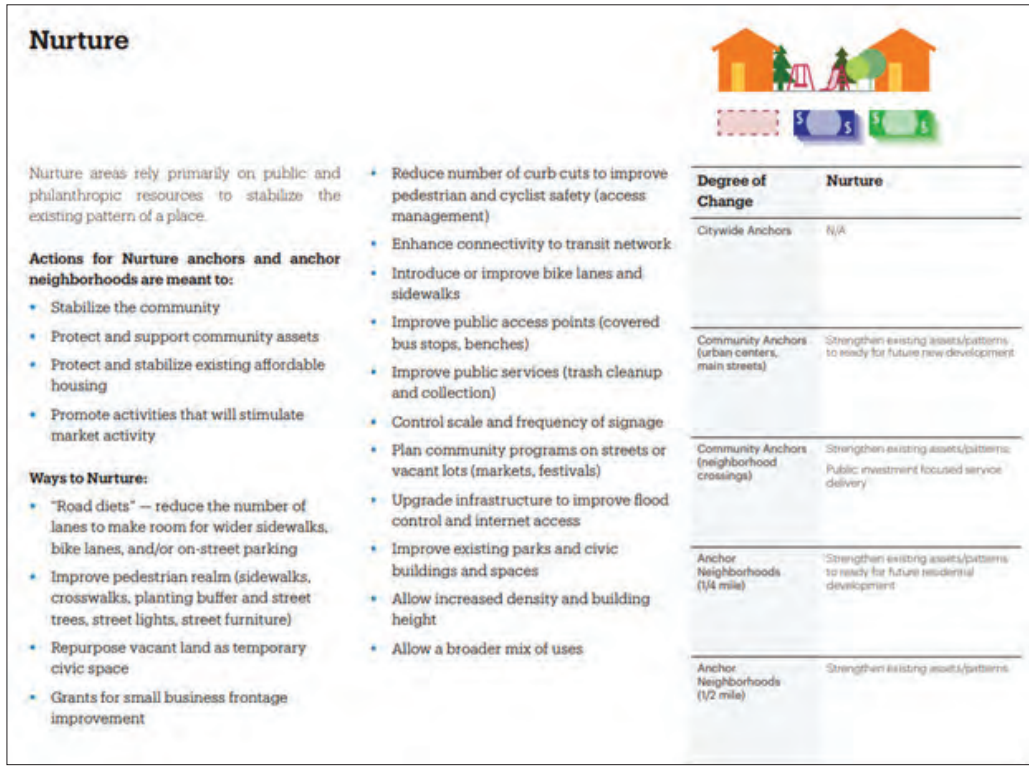 Nurture
$ $ $ $
Nurture areas rely primarily on public and
philanthropic resources to stabilize the
existing pattern of a place.
Actions for Nurture anchors and anchor
neighborhoods are meant to:
• Stabilize the community
• Protect and support community assets
• Protect and stabilize existing affordable
housing
• Promote activities that will stimulate
market activity
Ways to Nurture:
• "Road diets" — reduce the number of
lanes to make room for wider sidewalks,
bike lanes, and/or on-street parking
• Improve pedestrian realm (sidewalks,
crosswalks, planting buffer and street
trees, street lights, street furniture)
• Repurpose vacant land as temporary
civic space
• Grants for small business frontage
improvement
• Reduce number of curb cuts to improve
pedestrian and cyclist safety (access
management)
• Enhance connectivity to transit network
• Introduce or improve bike lanes and
sidewalks
• Improve public access points (covered
bus stops, benches)
• Improve public services (trash cleanup
and collection)
• Control scale and frequency of signage
• Plan community programs on streets or
vacant lots (markets, festivals)
• Upgrade infrastructure to improve flood
control and internet access
• Improve existing parks and civic
buildings and spaces
• Allow increased density and building
height
• Allow a broader mix of uses
Degree of
Change
Nurture
Citywide Anchors
N/A
Community Anchors
(urban centers,
main streets)
Strengthen existing assets/patterns
to ready for future new development
Community Anchors
(neighborhood
crossings)
Strengthen existing assets/patterns.
Public investment focused service
delivery
Anchor
Neighborhoods
(1/4 mile)
Strengthen existing assets/patterns
to ready for future residential
development
Anchor
Neighborhoods
(1/2 mile)
Strengthen existing assets/patterns